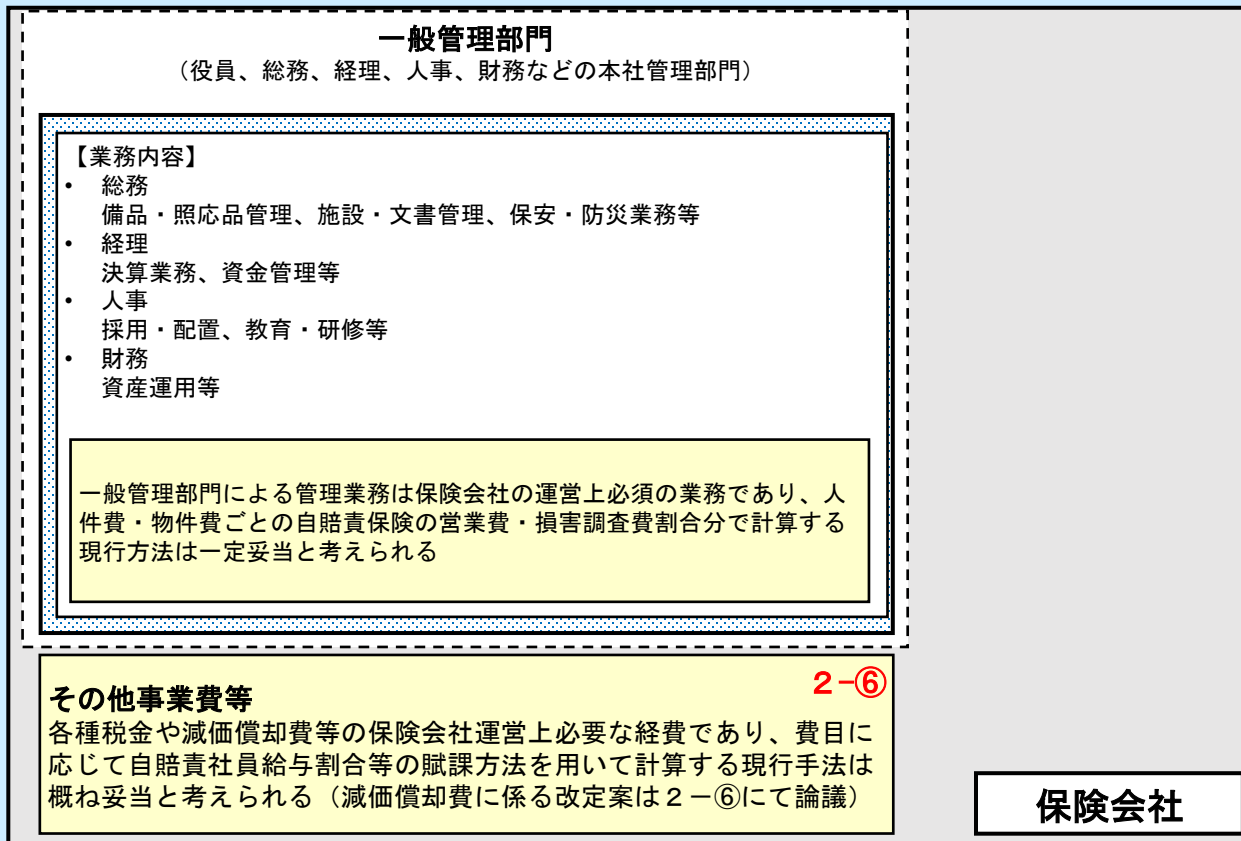 一般管理部門
（役員、総務、経理、人事、財務などの本社管理部門）
【業務内容】
• 総務
備品・照応品管理、施設・文書管理、保安・防災業務等
• 経理
決算業務、資金管理等
• 人事
採用・配置、教育・研修等
• 財務
資産運用等
一般管理部門による管理業務は保険会社の運営上必須の業務であり、人
件費・物件費ごとの自賠責保険の営業費・損害調査費割合分で計算する
現行方法は一定妥当と考えられる
２－⑥
その他事業費等
各種税金や減価償却費等の保険会社運営上必要な経費であり、費目に
応じて自賠責社員給与割合等の賦課方法を用いて計算する現行手法は
概ね妥当と考えられる（減価償却費に係る改定案は２－⑥にて論議）
保険会社